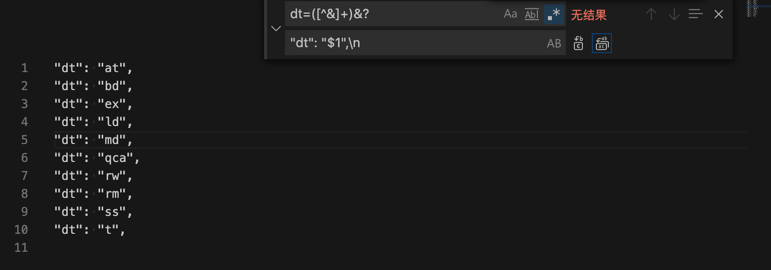 dt=([^&]+)&? Aa Abl .* 无结果
"dt": "$1",\n AB
1 "dt": "at",
2 "dt": "bd",
3 "dt": "ex",
4 "dt": "ld",
5 "dt": "md",
6 "dt": "qca",
7 "dt": "rw",
8 "dt": "rm",
9 "dt": "ss",
10 "dt": "t",
11